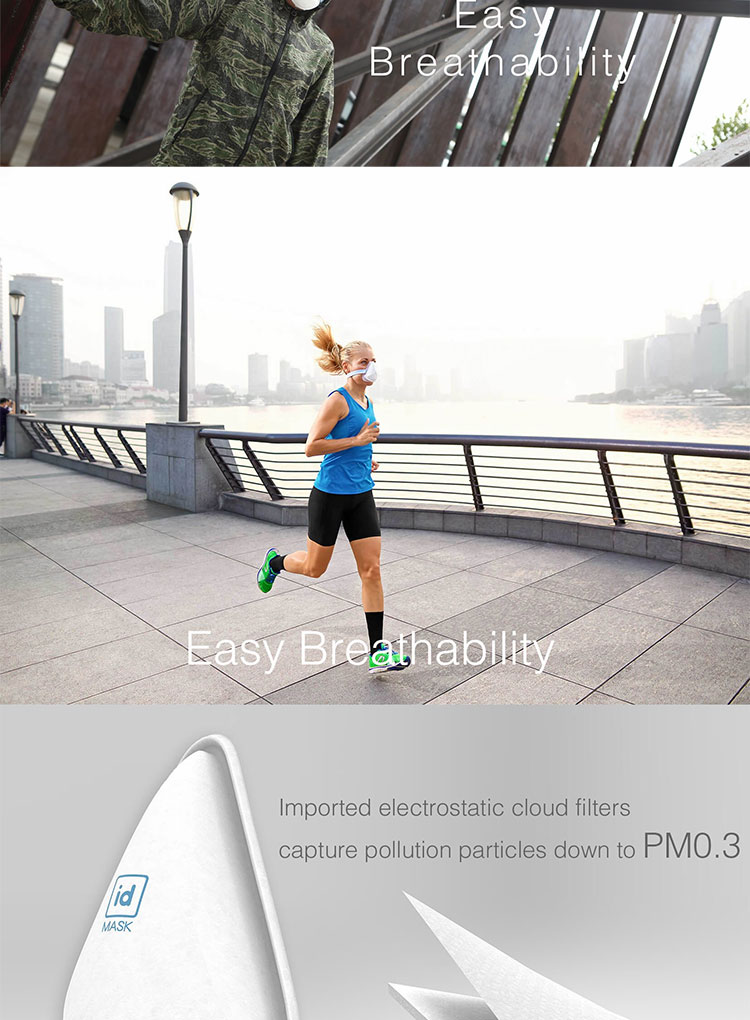 Easy
Breathability
Easy Breathability
Imported electrostatic cloud filters
capture pollution particles down to PM0.3
id
MASK